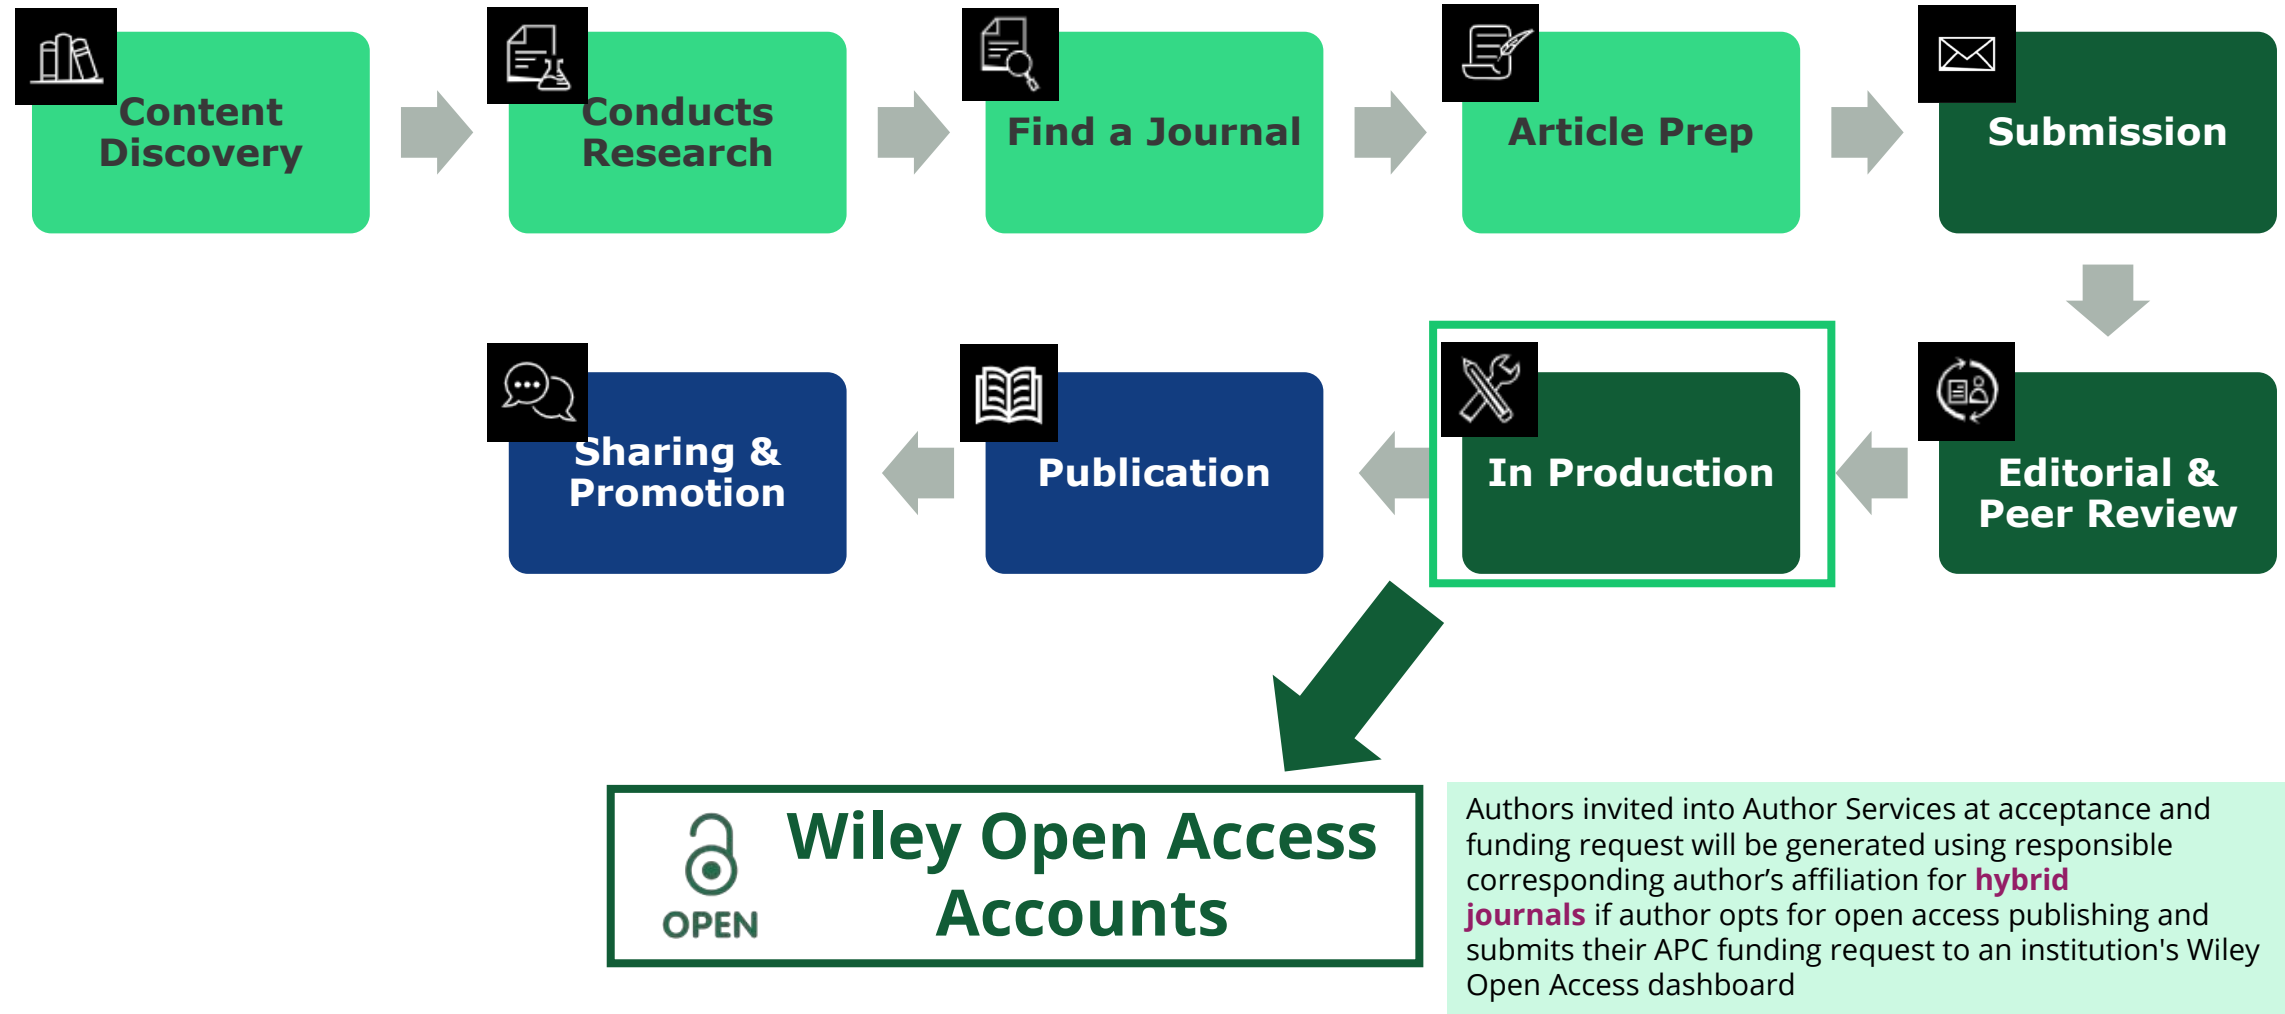 Content
Discovery
Conducts
Research
Find a Journal
Article Prep
Submission
Sharing &
Promotion
Publication
In Production
Editorial &
Peer Review
OPEN
Wiley Open Access
Accounts
Authors invited into Author Services at acceptance and
funding request will be generated using responsible
corresponding author’s affiliation for hybrid
journals if author opts for open access publishing and
submits their APC funding request to an institution's Wiley
Open Access dashboard